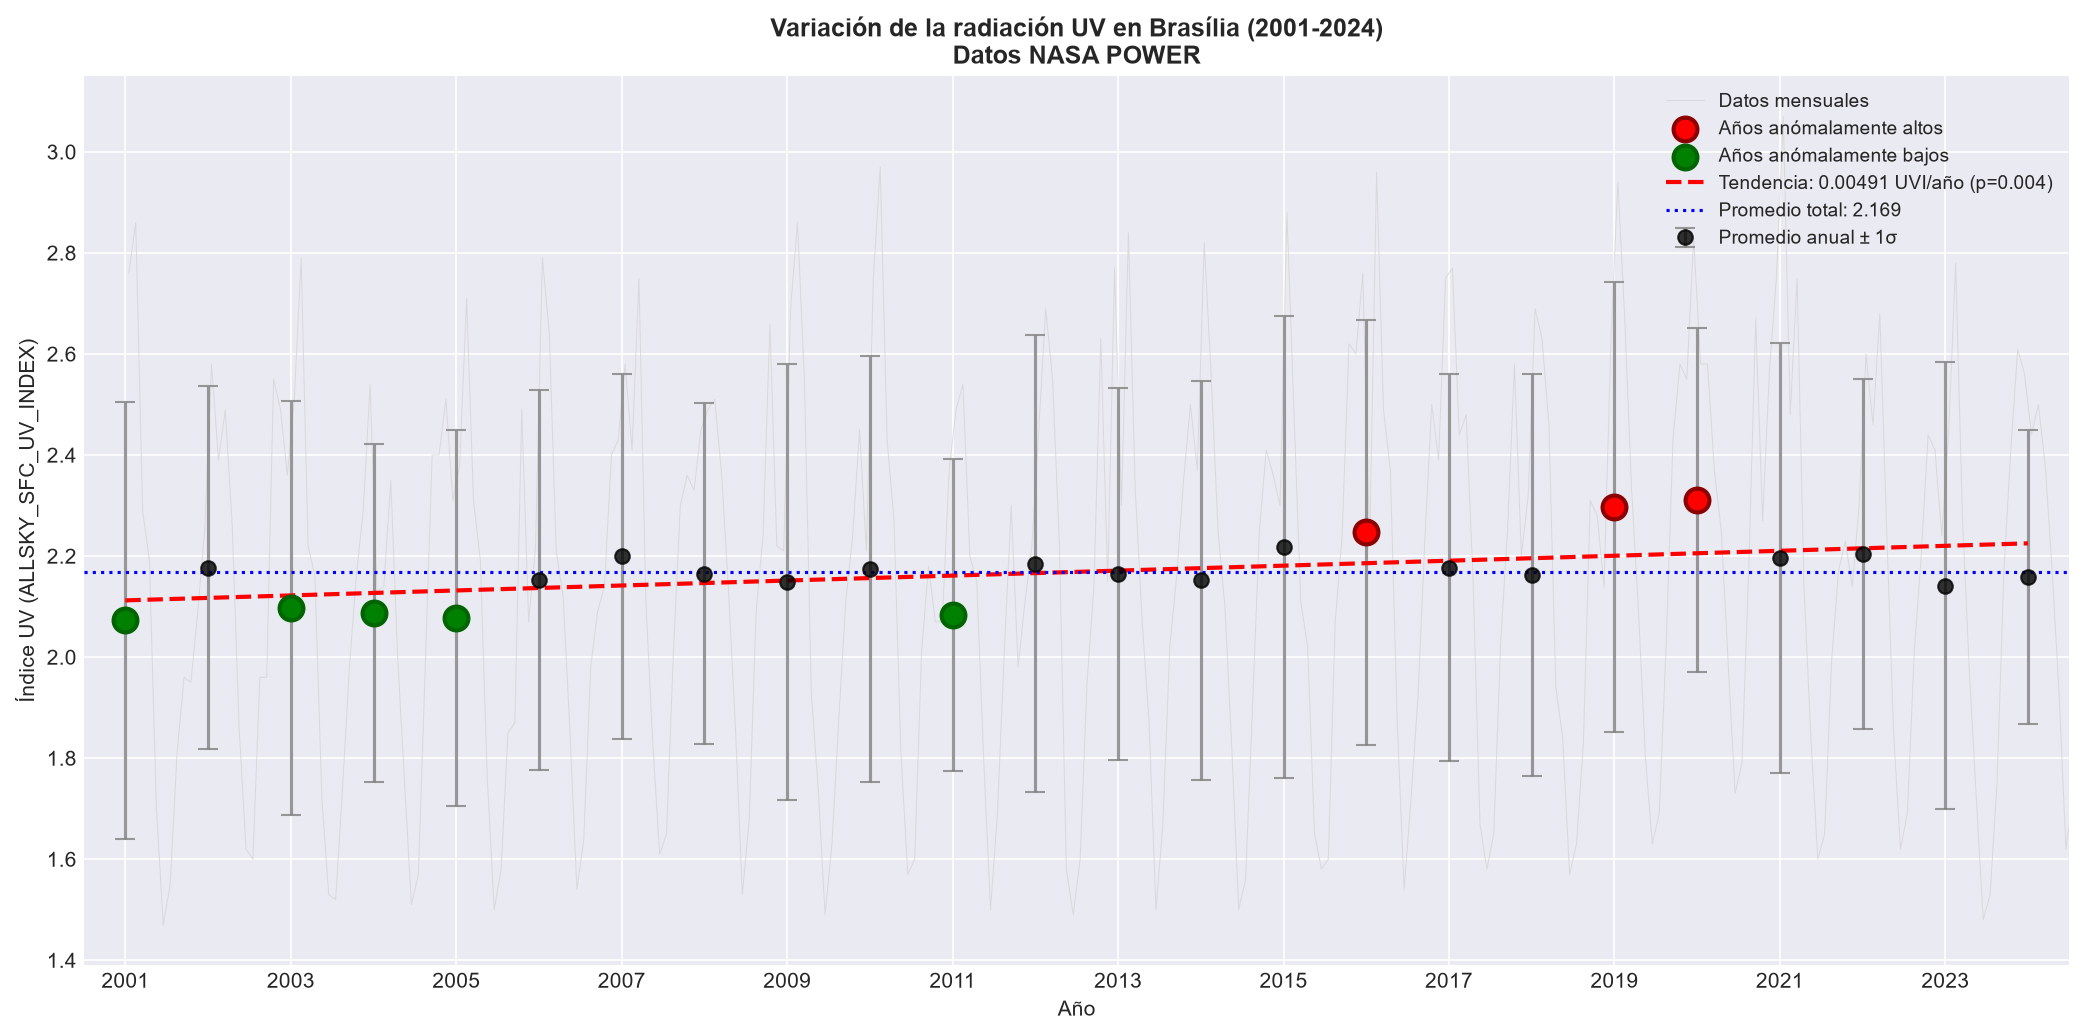 Variación de la radiación UV en Brasília (2001-2024)
Datos NASA POWER
Datos mensuales
Años anómalamente altos
Años anómalamente bajos
Tendencia: 0.00491 UVI/año (p=0.004)
Promedio total: 2.169
Promedio anual ± 1σ
Índice UV (ALLSKY_SFC_UV_INDEX)
3.0
2.8
2.6
2.4
2.2
2.0
1.8
1.6
1.4
2001 2003 2005 2007 2009 2011 2013 2015 2017 2019 2021 2023
Año